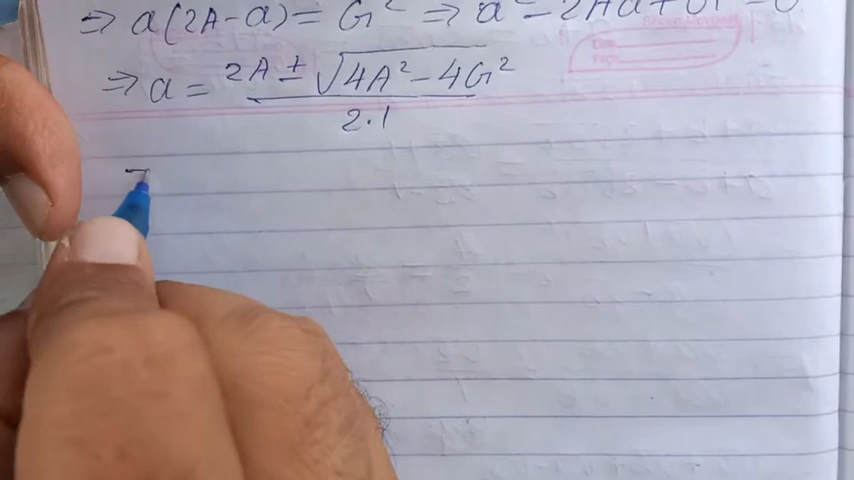 ⇒ a(2A-a) = G² ⇒ a² - 2Aa + G² = 0
⇒ a = 2A ± √4A² - 4G² / 2·1